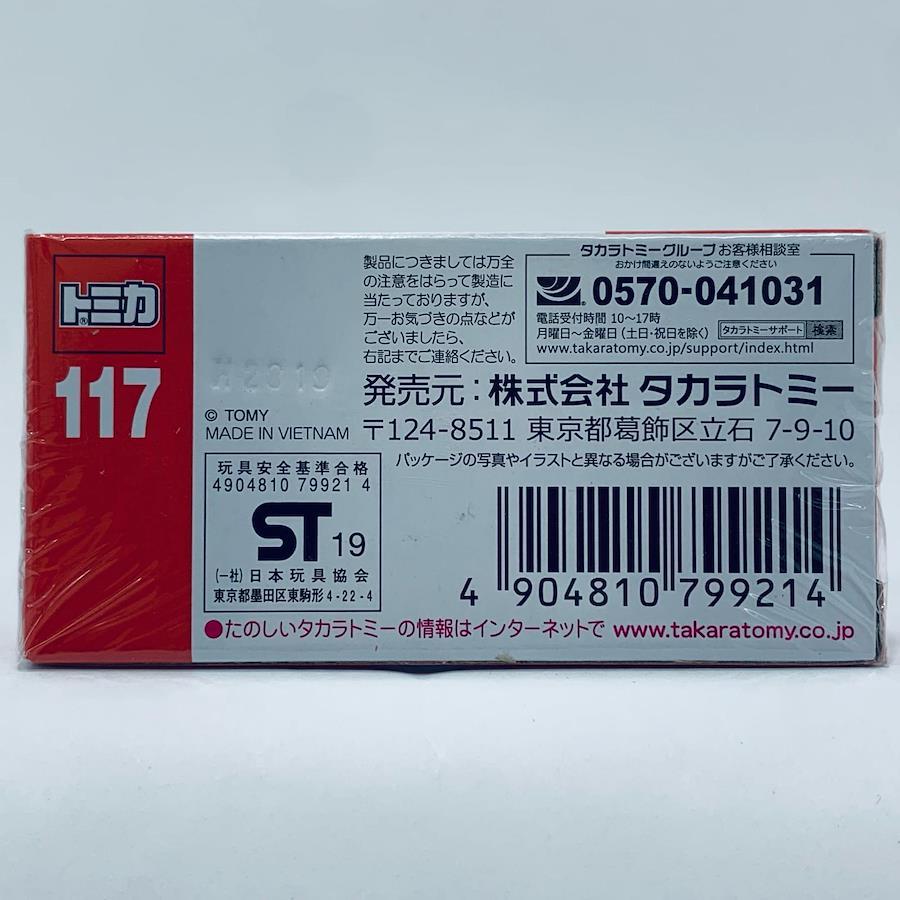 トミカ®
117
製品につきましては万全
の注意をはらって製造に
当たっておりますが、
万一お気づきの点などが
ございましたら、
右記までご連絡ください。
タカラトミーグループ お客様相談室
おかけ間違えのないようご注意ください
0570-041031
電話受付時間 10〜17時
月曜日〜金曜日 (土日・祝日を除く) タカラトミーサポート 検索
www.takaratomy.co.jp/support/index.html
発売元：株式会社 タカラトミー
〒124-8511 東京都葛飾区立石 7-9-10
パッケージの写真やイラストと異なる場合がございますがご了承ください。
© TOMY
MADE IN VIETNAM
玩具安全基準合格
4904810 79921 4
ST 19
(一社) 日本玩具協会
東京都墨田区東駒形 4-22-4
4 904810 799214
●たのしいタカラトミーの情報はインターネットで www.takaratomy.co.jp